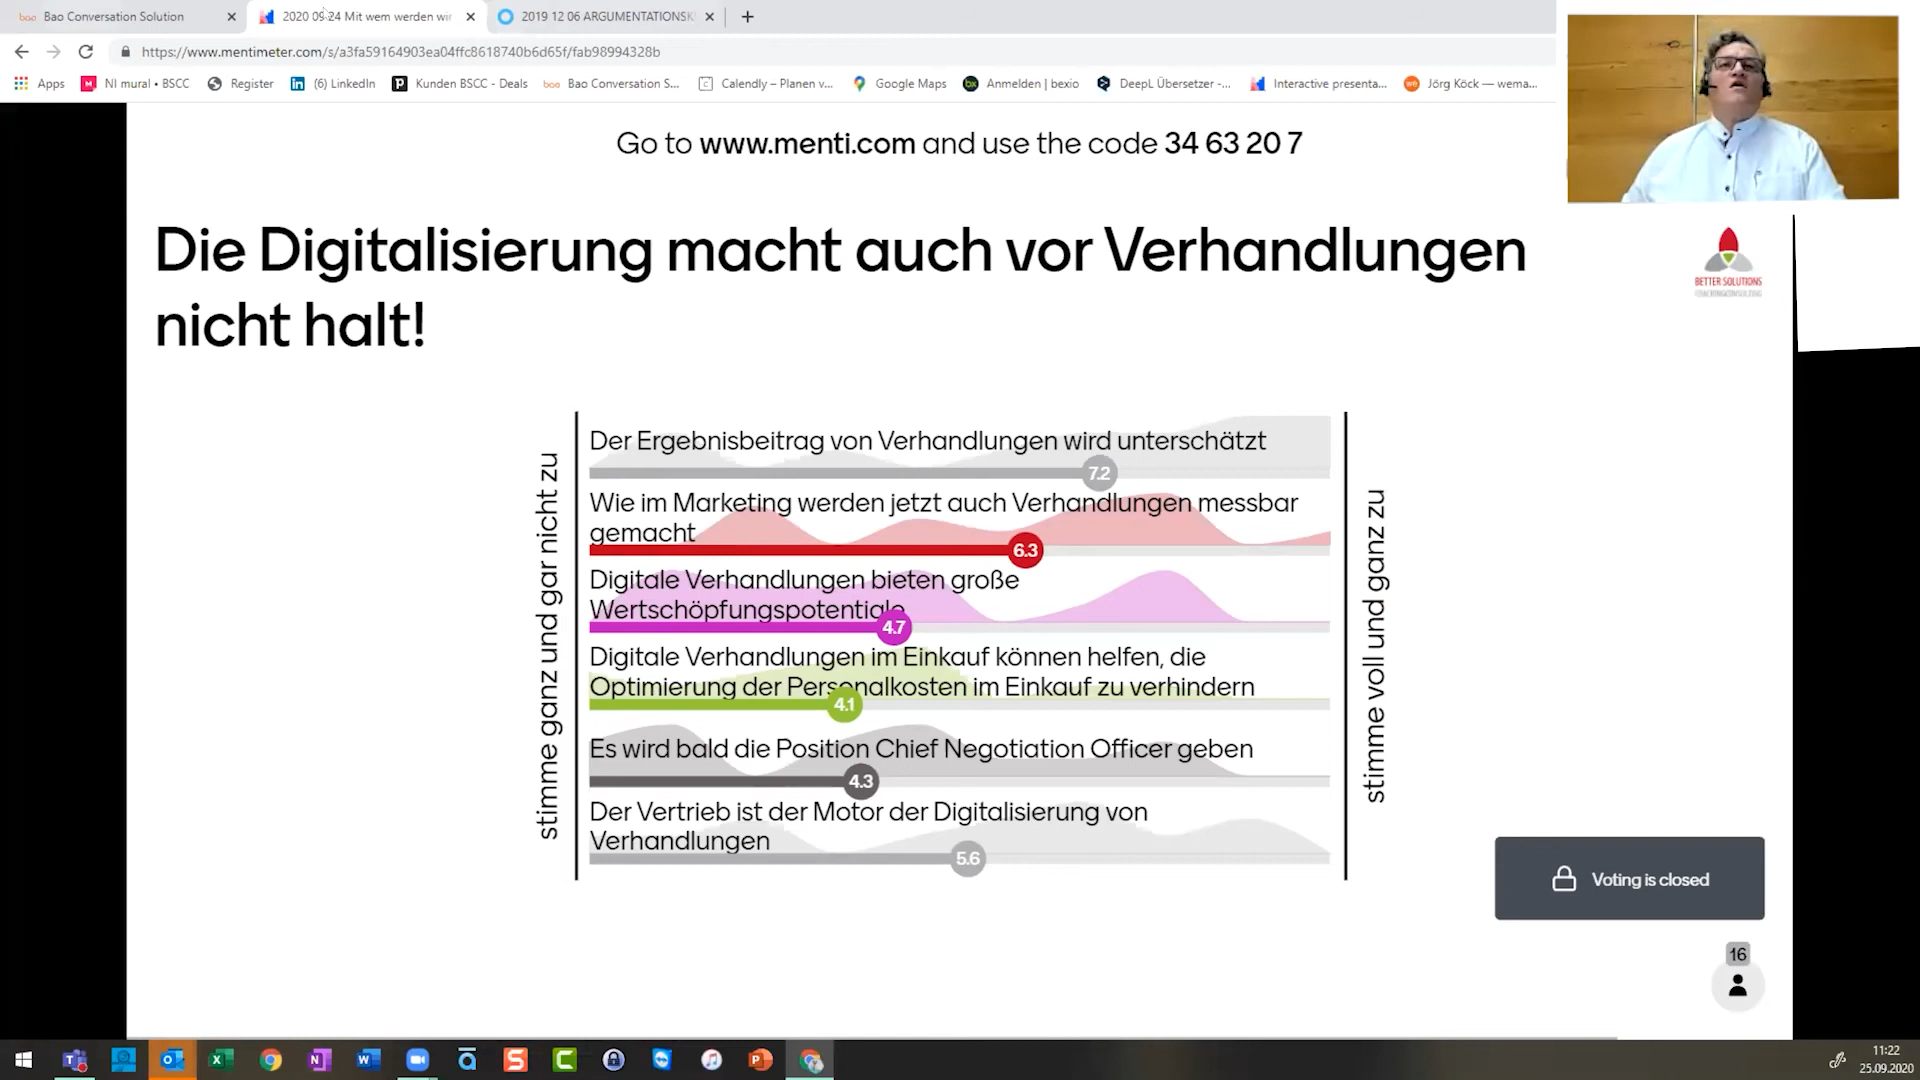 bao Bao Conversation Solution
2020 09 24 Mit wem werden wir
2019 12 06 ARGUMENTATIONSK
https://www.mentimeter.com/s/a3fa59164903ea04ffc8618740b6d65f/fab98994328b
Apps
NI mural • BSCC
Register
(6) LinkedIn
Kunden BSCC - Deals
bao Bao Conversation S...
Calendly – Planen v...
Google Maps
bx Anmelden | bexio
DeepL Übersetzer -...
Interactive presenta...
Jörg Köck — wema...
Go to www.menti.com and use the code 34 63 20 7
Die Digitalisierung macht auch vor Verhandlungen
nicht halt!
BETTER SOLUTIONS
stimme ganz und gar nicht zu
Der Ergebnisbeitrag von Verhandlungen wird unterschätzt
7.2
Wie im Marketing werden jetzt auch Verhandlungen messbar
gemacht
6.3
Digitale Verhandlungen bieten große
Wertschöpfungspotentiale
4.7
Digitale Verhandlungen im Einkauf können helfen, die
Optimierung der Personalkosten im Einkauf zu verhindern
4.1
Es wird bald die Position Chief Negotiation Officer geben
4.3
Der Vertrieb ist der Motor der Digitalisierung von
Verhandlungen
5.6
stimme voll und ganz zu
Voting is closed
16
11:22
25.09.2020